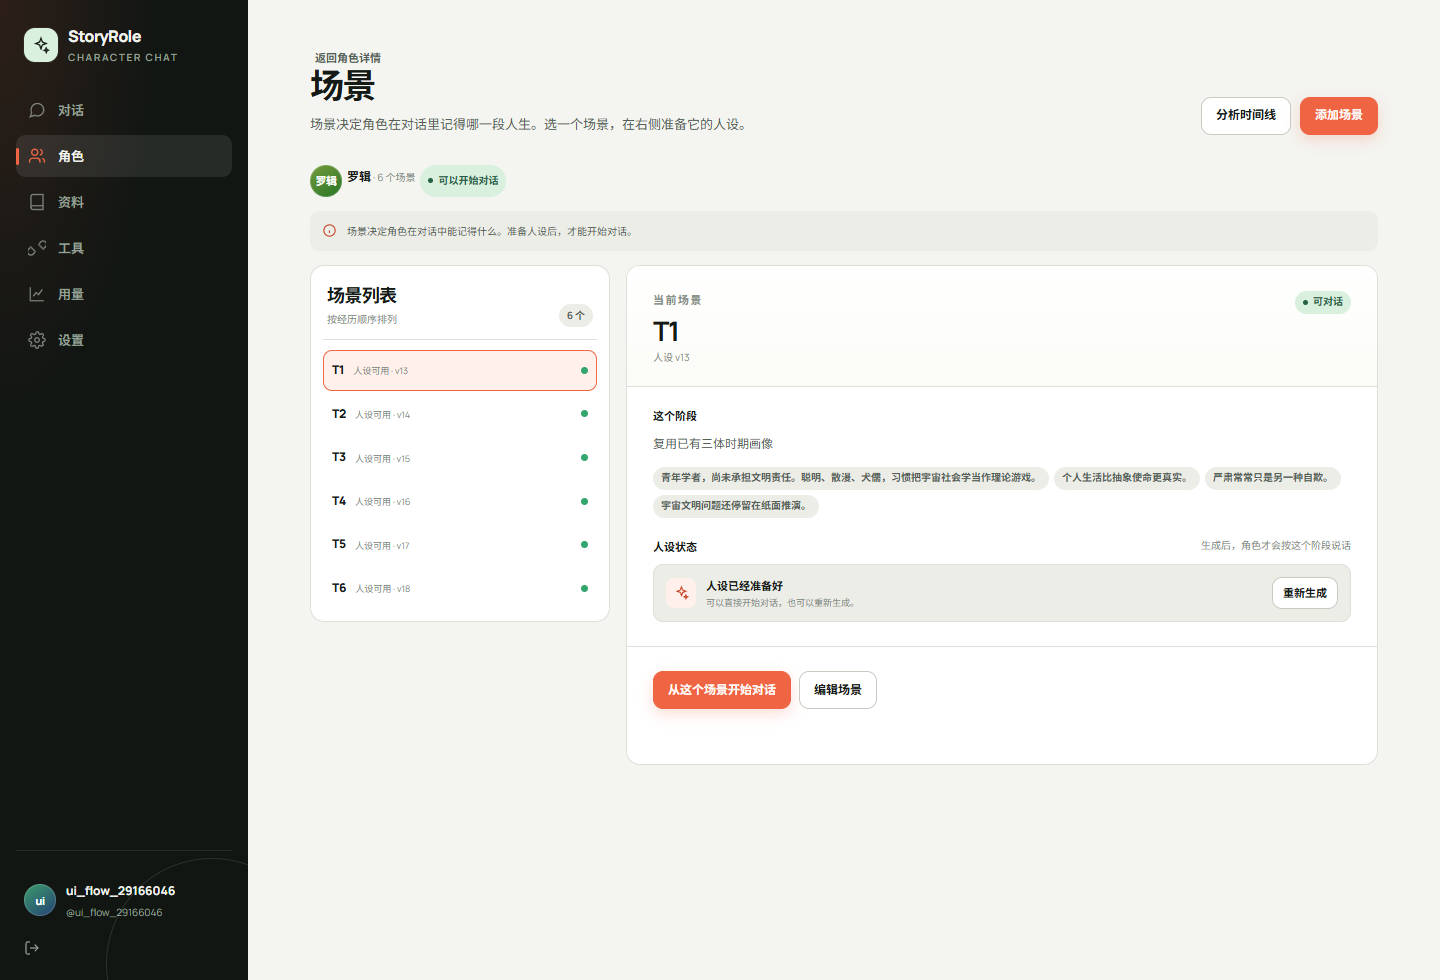 StoryRole
CHARACTER CHAT
对话
角色
资料
工具
用量
设置
ui
ui_flow_29166046
@ui_flow_29166046
返回角色详情
场景
场景决定角色在对话里记得哪一段人生。选一个场景，在右侧准备它的人设。
分析时间线
添加场景
罗辑
罗辑 · 6 个场景
可以开始对话
场景决定角色在对话中能记得什么。准备人设后，才能开始对话。
场景列表
按经历顺序排列
6 个
T1 人设可用 · v13
T2 人设可用 · v14
T3 人设可用 · v15
T4 人设可用 · v16
T5 人设可用 · v17
T6 人设可用 · v18
当前场景
可对话
T1
人设 v13
这个阶段
复用已有三体时期画像
青年学者，尚未承担文明责任。聪明、散漫、犬儒，习惯把宇宙社会学当作理论游戏。
个人生活比抽象使命更真实。
严肃常常只是另一种自欺。
宇宙文明问题还停留在纸面推演。
人设状态
生成后，角色才会按这个阶段说话
人设已经准备好
可以直接开始对话，也可以重新生成。
重新生成
从这个场景开始对话
编辑场景